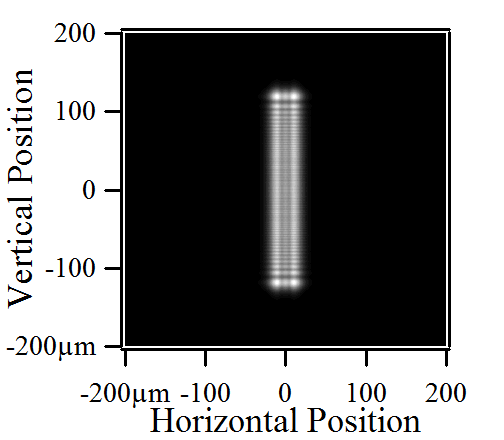 200
100
0
-100
-200μm
Vertical Position
-200μm -100 0 100 200
Horizontal Position